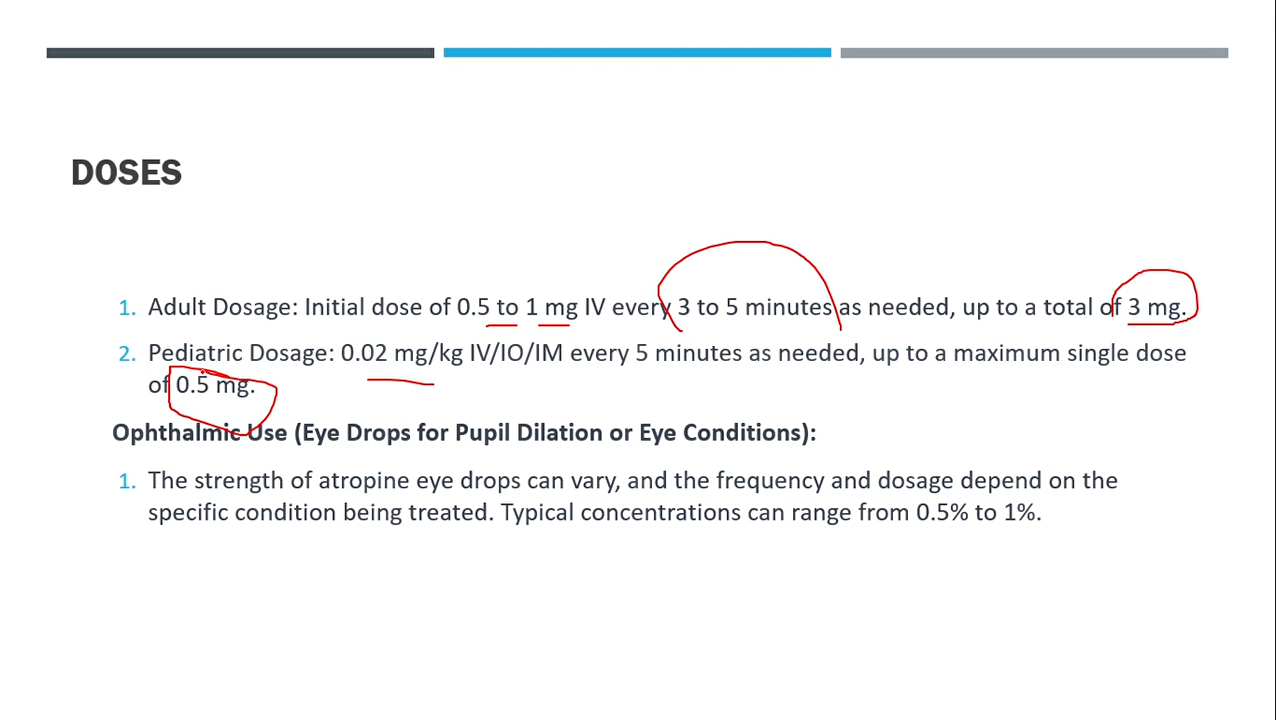 DOSES
1. Adult Dosage: Initial dose of 0.5 to 1 mg IV every 3 to 5 minutes as needed, up to a total of 3 mg.
2. Pediatric Dosage: 0.02 mg/kg IV/IO/IM every 5 minutes as needed, up to a maximum single dose
of 0.5 mg.
Ophthalmic Use (Eye Drops for Pupil Dilation or Eye Conditions):
1. The strength of atropine eye drops can vary, and the frequency and dosage depend on the
specific condition being treated. Typical concentrations can range from 0.5% to 1%.